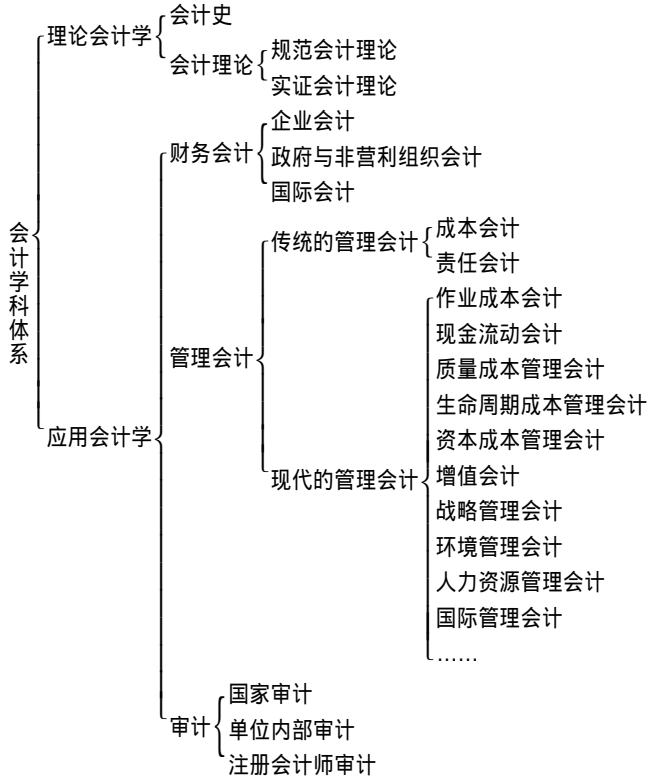 会计学科体系
理论会计学
会计史
会计理论
规范会计理论
实证会计理论
应用会计学
财务会计
企业会计
政府与非营利组织会计
国际会计
管理会计
传统的管理会计
成本会计
责任会计
现代的管理会计
作业成本会计
现金流动会计
质量成本管理会计
生命周期成本管理会计
资本成本管理会计
增值会计
战略管理会计
环境管理会计
人力资源管理会计
国际管理会计
……
审计
国家审计
单位内部审计
注册会计师审计